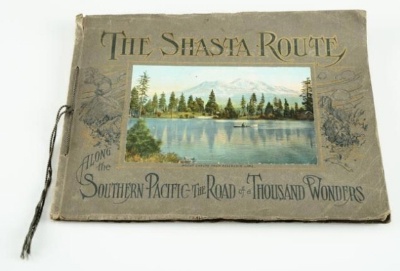 THE SHASTA ROUTE
ALONG
the
SOUTHERN PACIFIC-THE ROAD of a THOUSAND WONDERS